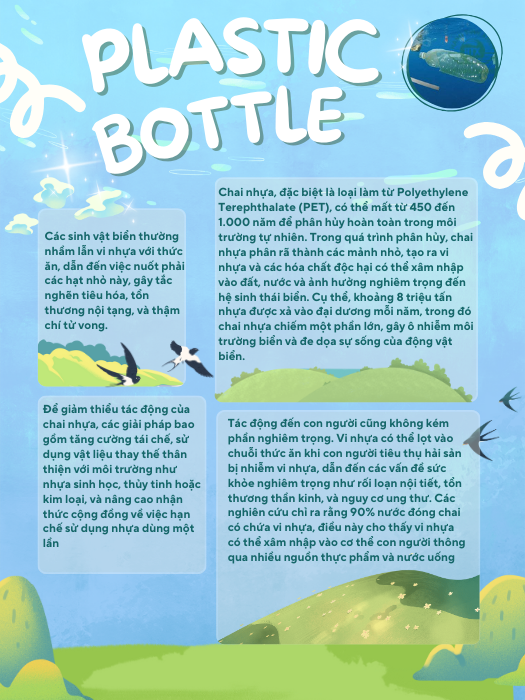 PLASTIC
BOTTLE
Chai nhựa, đặc biệt là loại làm từ Polyethylene
Terephthalate (PET), có thể mất từ 450 đến
1.000 năm để phân hủy hoàn toàn trong môi
trường tự nhiên. Trong quá trình phân hủy, chai
nhựa phân rã thành các mảnh nhỏ, tạo ra vi
nhựa và các hóa chất độc hại có thể xâm nhập
vào đất, nước và ảnh hưởng nghiêm trọng đến
hệ sinh thái biển. Cụ thể, khoảng 8 triệu tấn
nhựa được xả vào đại dương mỗi năm, trong đó
chai nhựa chiếm một phần lớn, gây ô nhiễm môi
trường biển và đe dọa sự sống của động vật
biển.
Các sinh vật biển thường
nhầm lẫn vi nhựa với thức
ăn, dẫn đến việc nuốt phải
các hạt nhỏ này, gây tắc
nghẽn tiêu hóa, tổn
thương nội tạng, và thậm
chí tử vong.
Để giảm thiểu tác động của
chai nhựa, các giải pháp bao
gồm tăng cường tái chế, sử
dụng vật liệu thay thế thân
thiện với môi trường như
nhựa sinh học, thủy tinh hoặc
kim loại, và nâng cao nhận
thức cộng đồng về việc hạn
chế sử dụng nhựa dùng một
lần
Tác động đến con người cũng không kém
phần nghiêm trọng. Vi nhựa có thể lọt vào
chuỗi thức ăn khi con người tiêu thụ hải sản
bị nhiễm vi nhựa, dẫn đến các vấn đề sức
khỏe nghiêm trọng như rối loạn nội tiết, tổn
thương thần kinh, và nguy cơ ung thư. Các
nghiên cứu chỉ ra rằng 90% nước đóng chai
có chứa vi nhựa, điều này cho thấy vi nhựa
có thể xâm nhập vào cơ thể con người thông
qua nhiều nguồn thực phẩm và nước uống